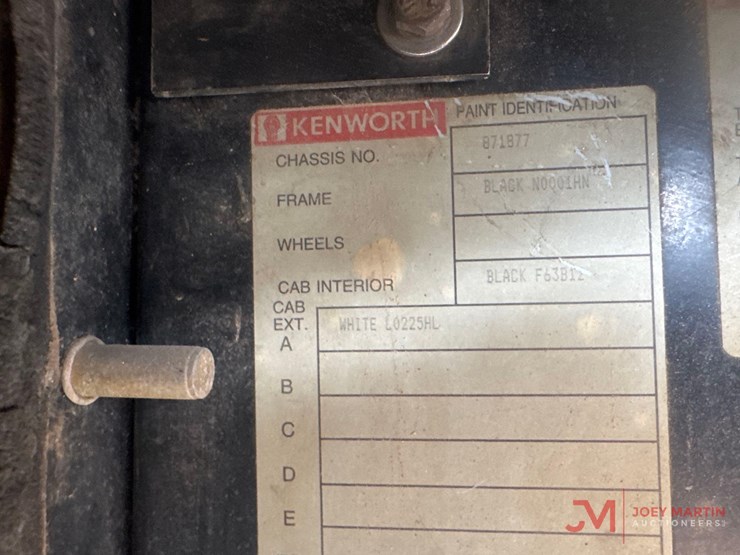 KENWORTH PAINT IDENTIFICATION
CHASSIS NO. 871877
FRAME BLACK N0001HN
WHEELS
CAB INTERIOR BLACK F63B12
CAB
EXT.
A WHITE L0225HL
B
C
D
E
JM JOEY MARTIN
AUCTIONEERS